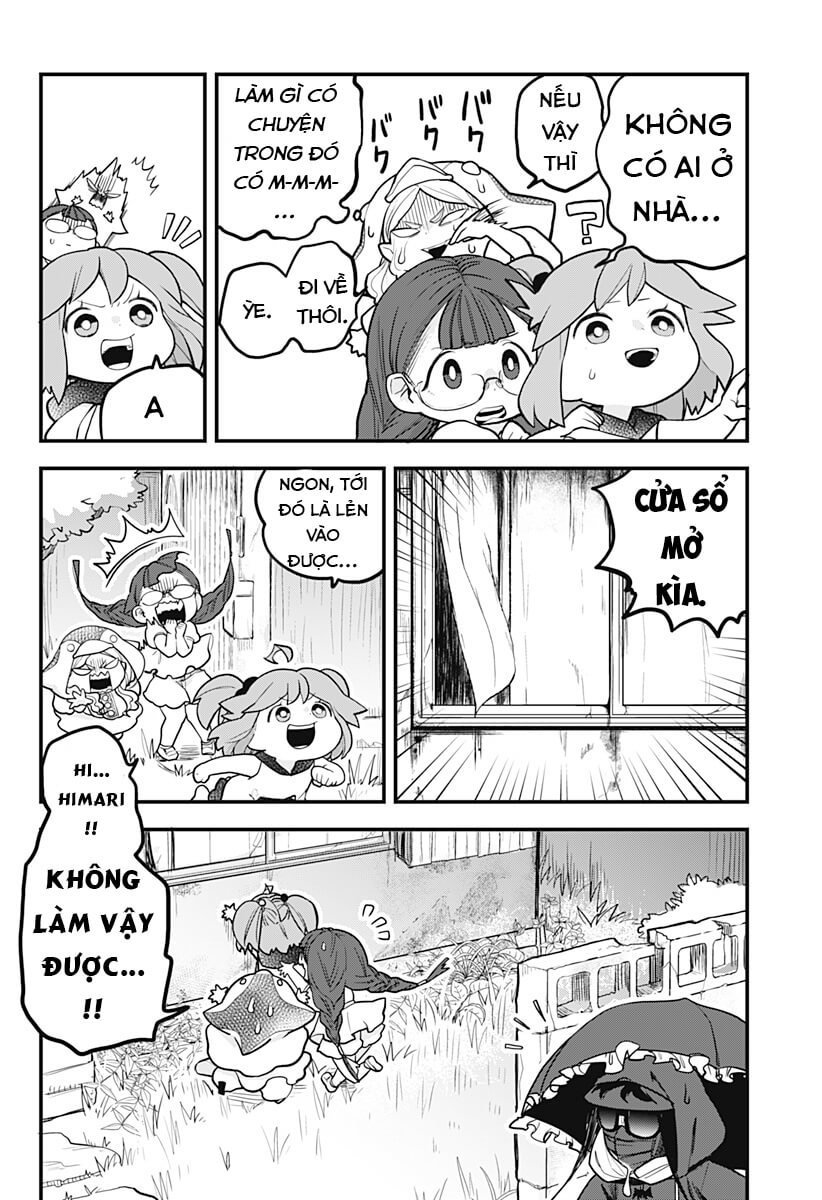 KHÔNG
CÓ AI Ở
NHÀ...
NẾU
VẬY
THÌ
LÀM GÌ CÓ
CHUYỆN
TRONG ĐÓ
CÓ M-M-M-
...
バク
バク
バク
?
ĐI VỀ
THÔI.
ỲE.
A
CỬA SỔ
MỞ
KÌA.
NGON, TỚI
ĐÓ LÀ LẺN
VÀO
ĐƯỢC...
HI...
HIMARI
!!
KHÔNG
LÀM VẬY
ĐƯỢC...
!!